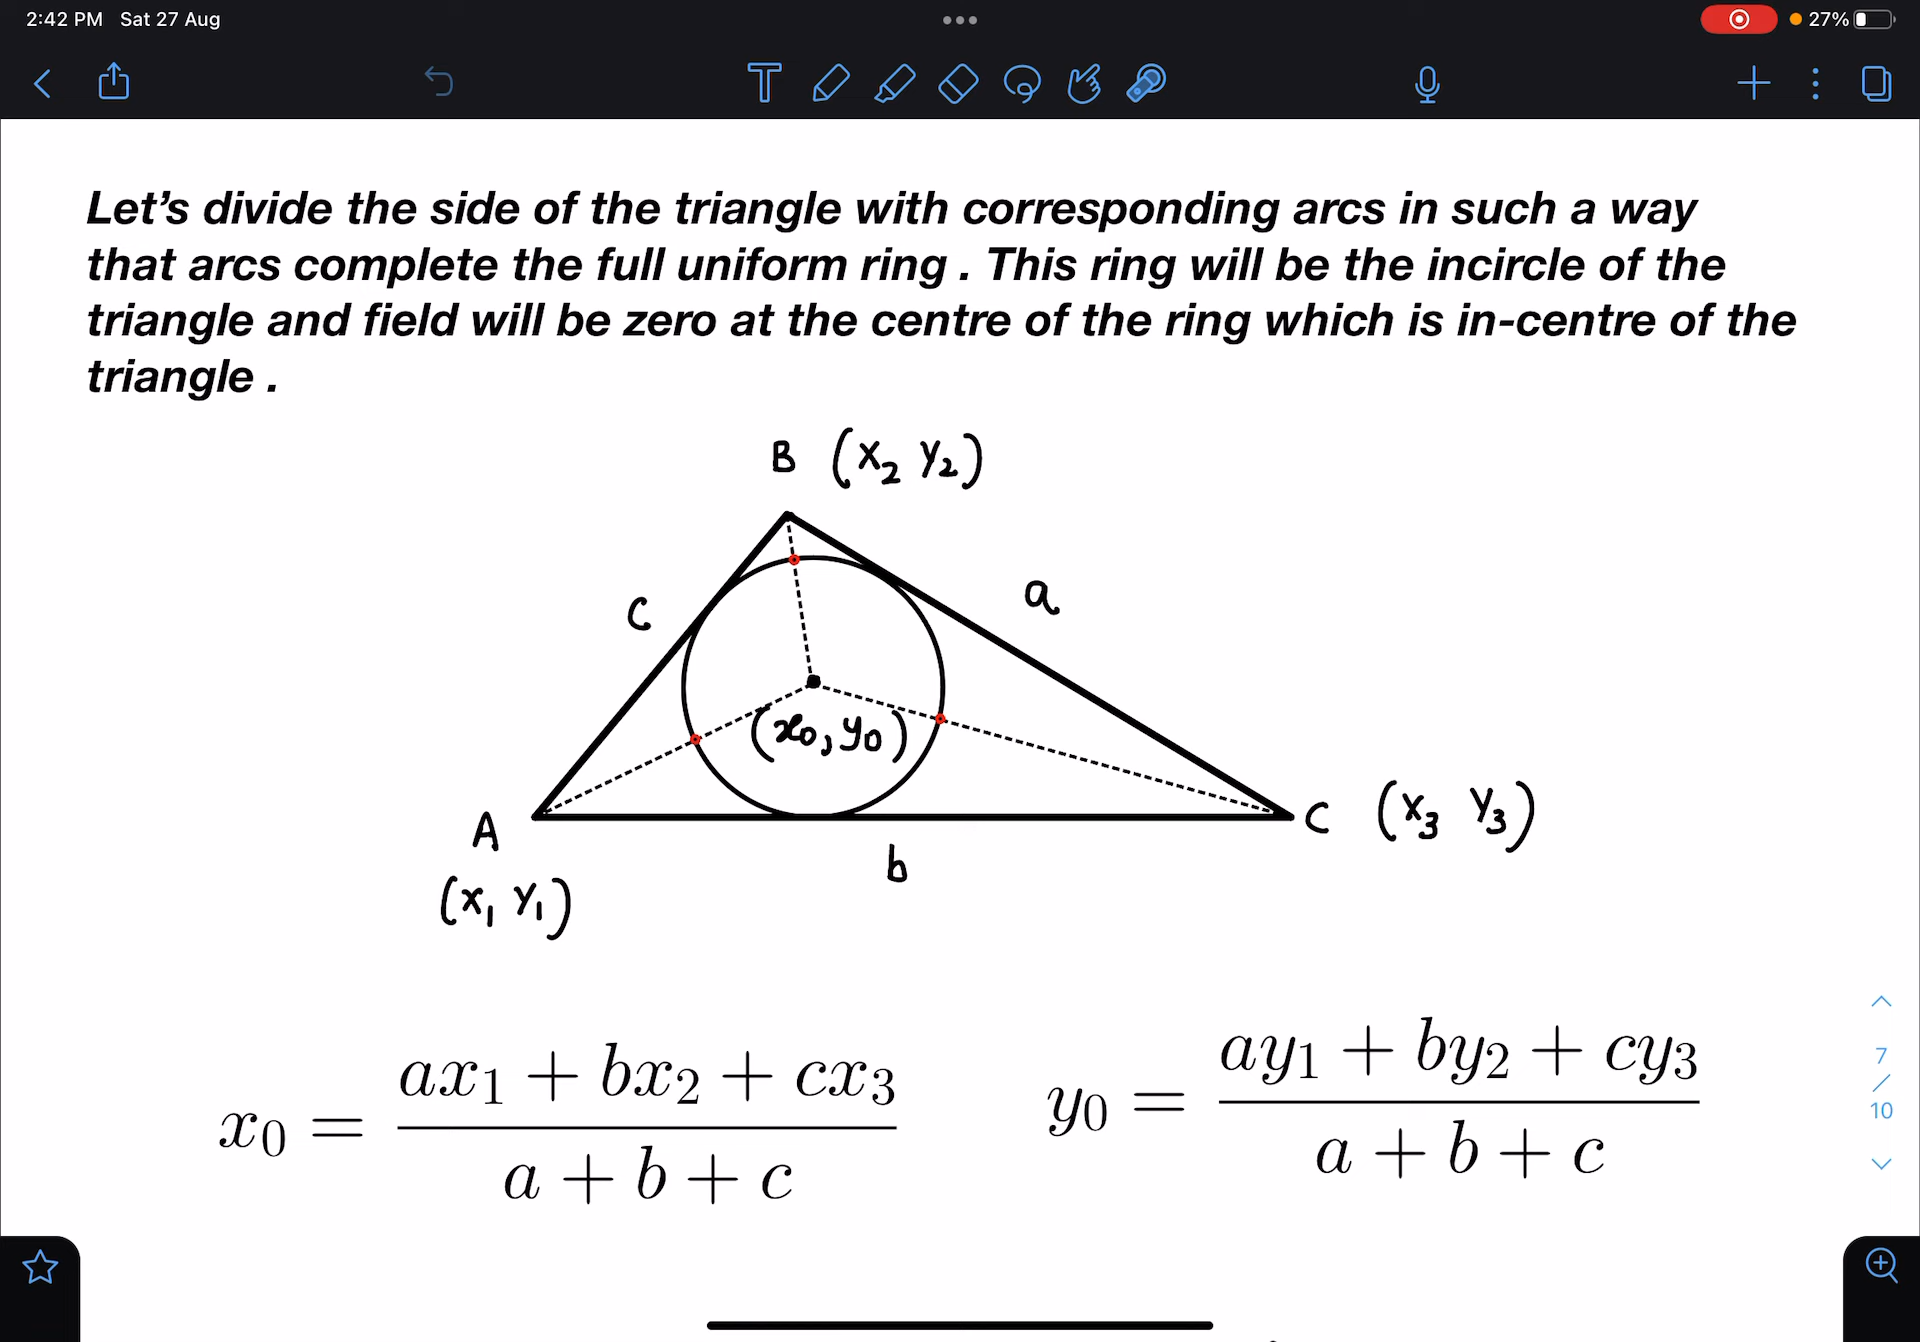 2:42 PM Sat 27 Aug
27%
Let's divide the side of the triangle with corresponding arcs in such a way
that arcs complete the full uniform ring . This ring will be the incircle of the
triangle and field will be zero at the centre of the ring which is in-centre of the
triangle .
B (x₂ y₂)
c
a
(x₀, y₀)
A
C (x₃ y₃)
b
(x₁ y₁)
x₀ = (ax₁ + bx₂ + cx₃) / (a + b + c)
y₀ = (ay₁ + by₂ + cy₃) / (a + b + c)
7
/
10